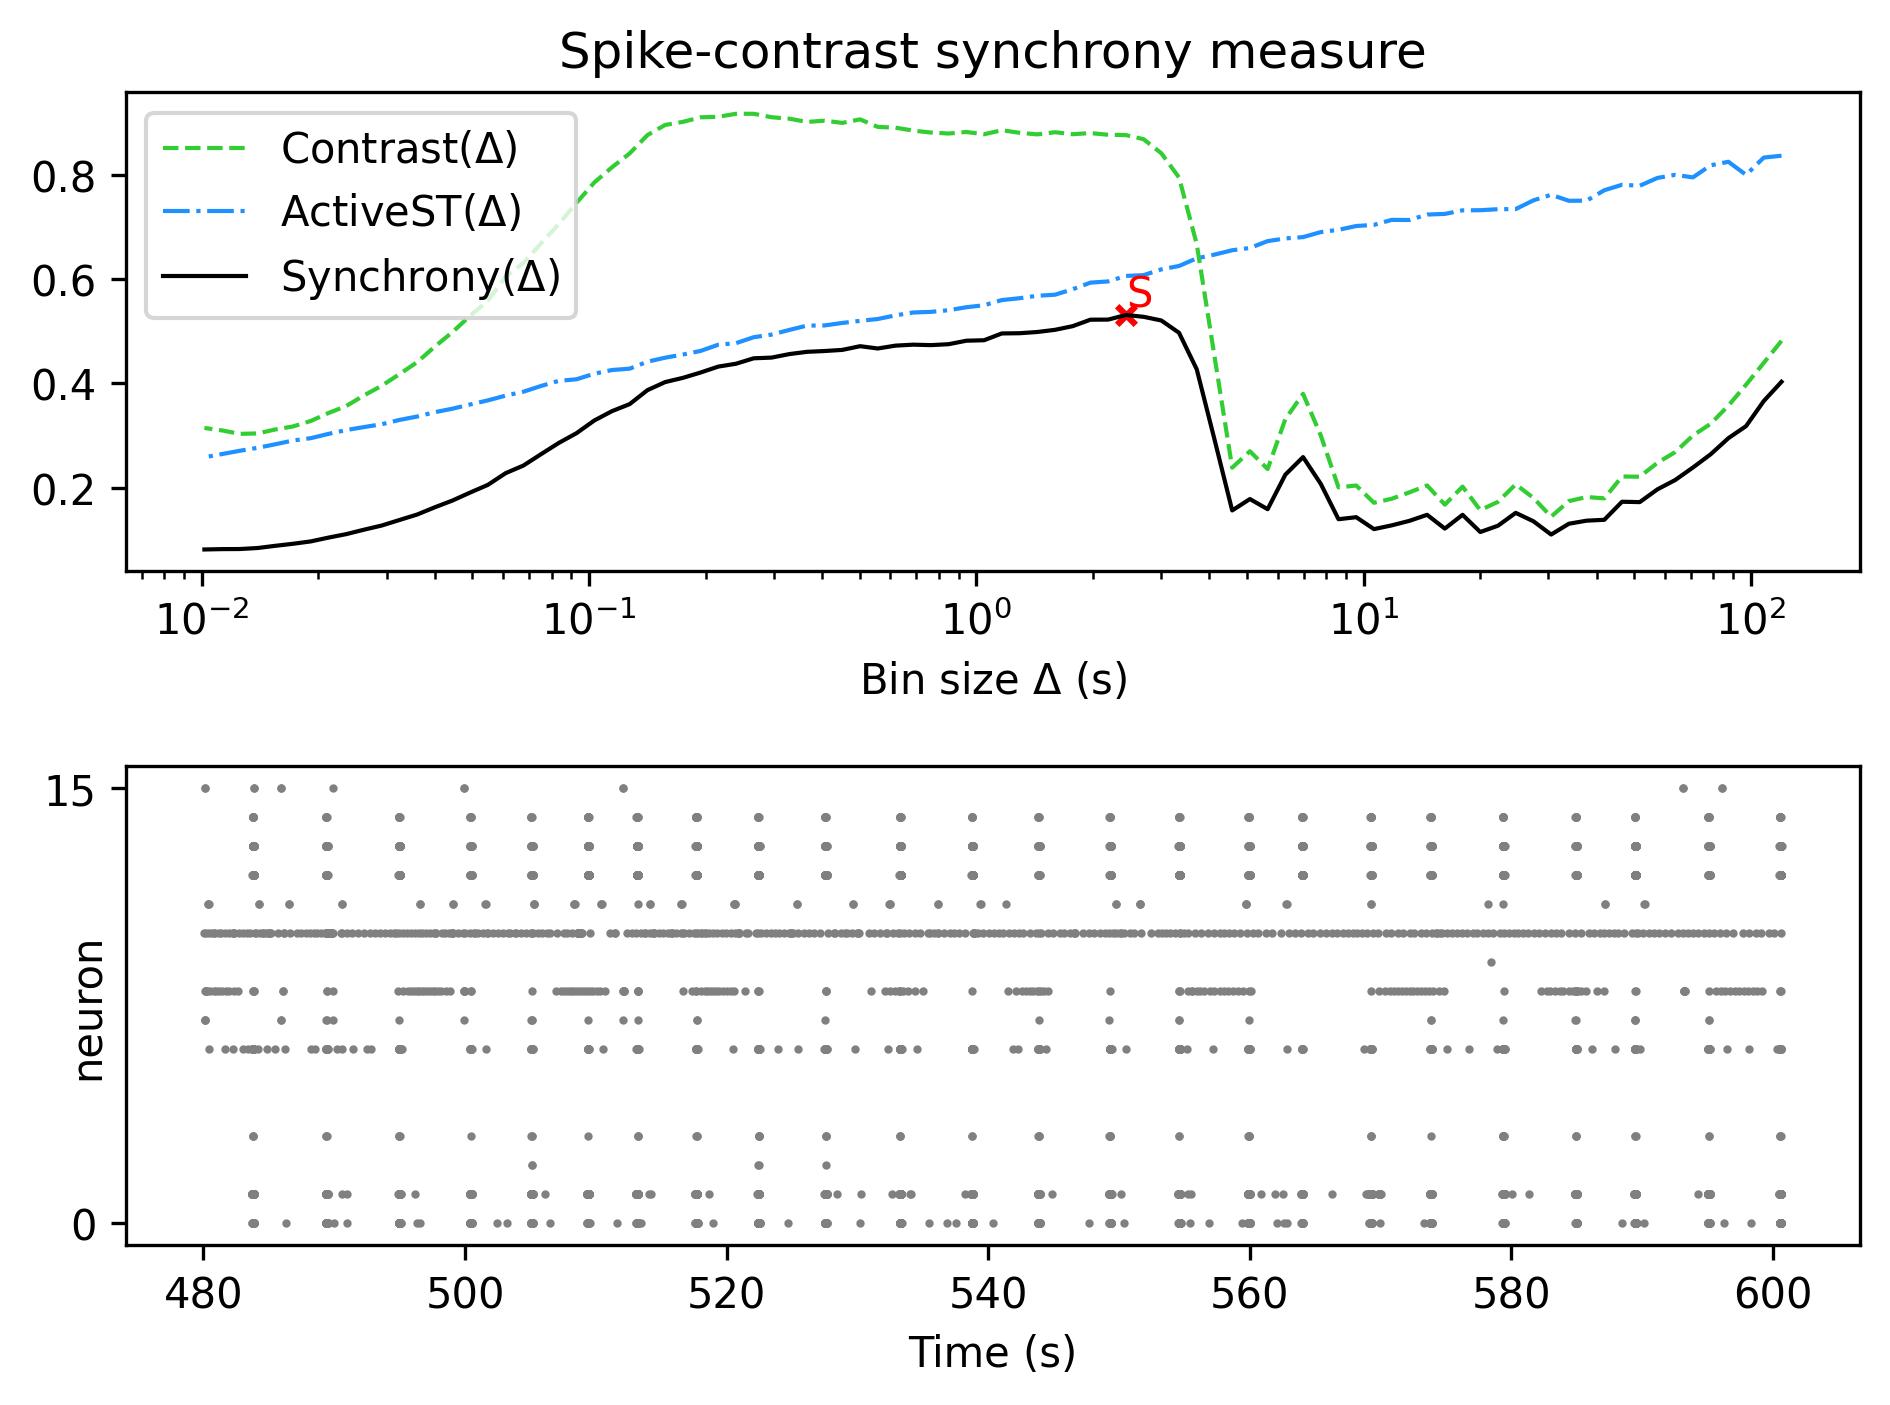 Spike-contrast synchrony measure
Contrast(Δ)
ActiveST(Δ)
Synchrony(Δ)
S
0.8
0.6
0.4
0.2
10⁻² 10⁻¹ 10⁰ 10¹ 10²
Bin size Δ (s)
15
neuron
0
480 500 520 540 560 580 600
Time (s)